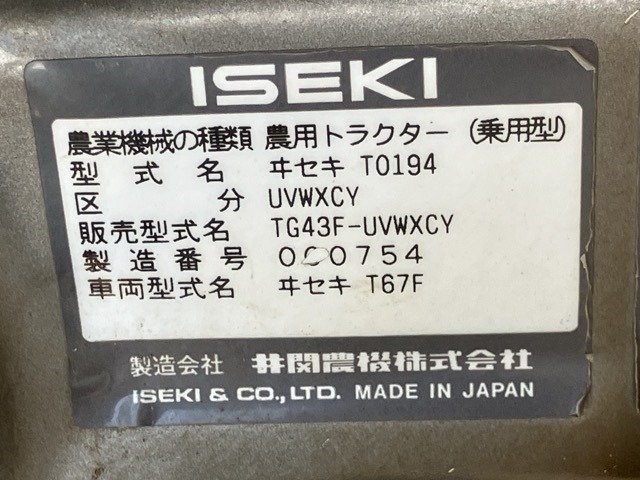 ISEKI
農業機械の種類 農用トラクター (乗用型)
型式名 ヰセキ T0194
区分 UVWXCY
販売型式名 TG43F-UVWXCY
製造番号 000754
車両型式名 ヰセキ T67F
製造会社 井関農機株式会社
ISEKI & CO., LTD. MADE IN JAPAN